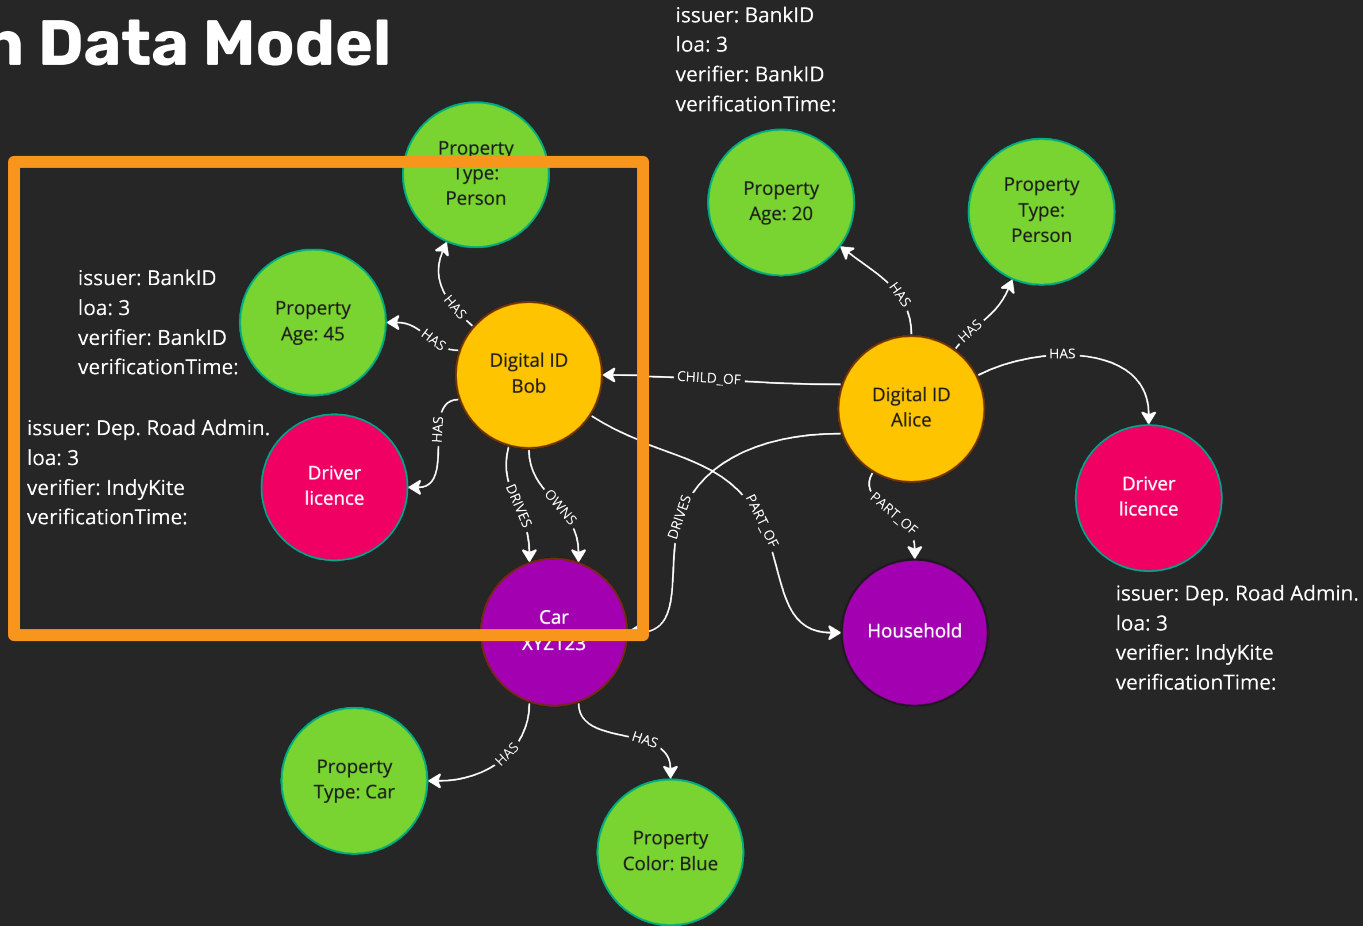 n Data Model
issuer: BankID
loa: 3
verifier: BankID
verificationTime:
Property
Type:
Person
Property
Age: 20
Property
Type:
Person
issuer: BankID
loa: 3
verifier: BankID
verificationTime:
Property
Age: 45
HAS
HAS
HAS
HAS
HAS
Digital ID
Bob
CHILD_OF
Digital ID
Alice
HAS
issuer: Dep. Road Admin.
loa: 3
verifier: IndyKite
verificationTime:
Driver
licence
DRIVES
OWNS
DRIVES
PART_OF
PART_OF
Driver
licence
Car
XYZ123
Household
issuer: Dep. Road Admin.
loa: 3
verifier: IndyKite
verificationTime:
HAS
HAS
Property
Type: Car
Property
Color: Blue